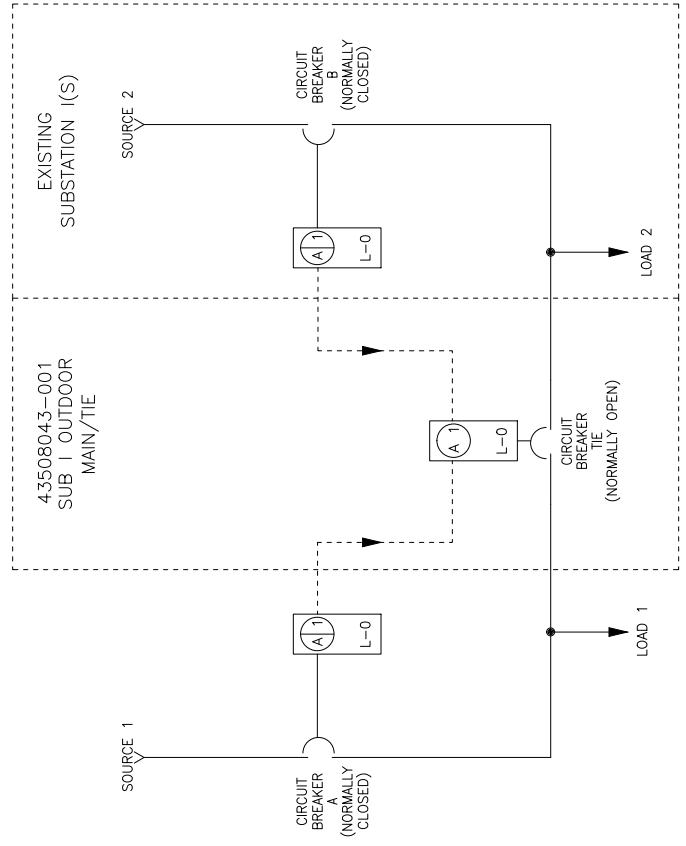 43508043-001
SUB I OUTDOOR
MAIN/TIE
EXISTING
SUBSTATION I(S)
SOURCE 1
SOURCE 2
CIRCUIT
BREAKER
A
(NORMALLY
CLOSED)
A 1
L-0
A 1
L-0
A 1
L-0
CIRCUIT
BREAKER
B
(NORMALLY
CLOSED)
CIRCUIT
BREAKER
TIE
(NORMALLY OPEN)
LOAD 1
LOAD 2